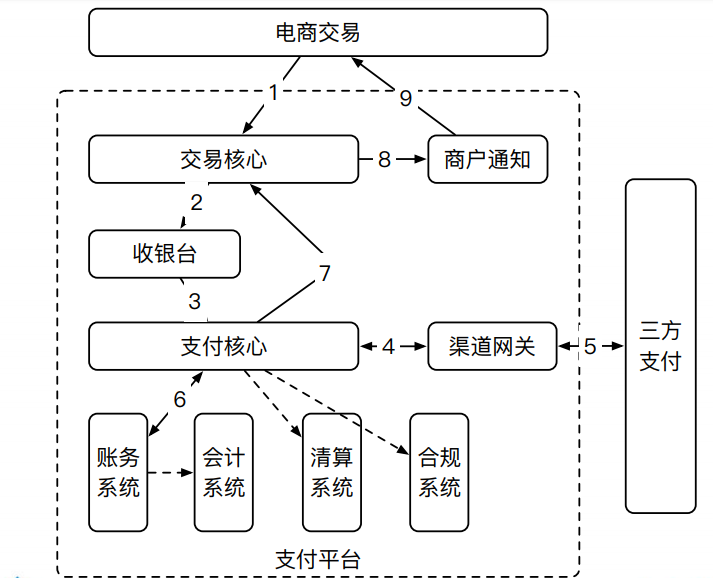 电商交易
1
9
交易核心
8
商户通知
2
收银台
7
3
支付核心
4
渠道网关
5
三方
支付
6
账务
系统
会计
系统
清算
系统
合规
系统
支付平台